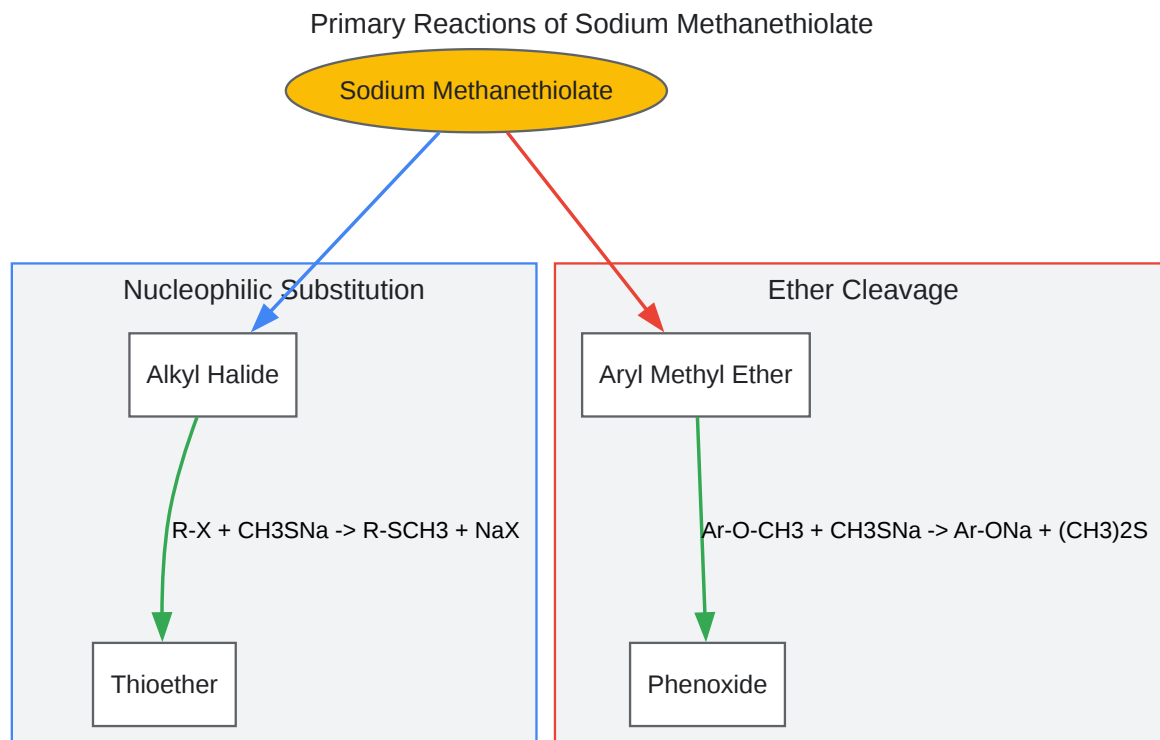 Primary Reactions of Sodium Methanethiolate
Sodium Methanethiolate
Nucleophilic Substitution
Alkyl Halide
R-X + CH3SNa -> R-SCH3 + NaX
Thioether
Ether Cleavage
Aryl Methyl Ether
Ar-O-CH3 + CH3SNa -> Ar-ONa + (CH3)2S
Phenoxide